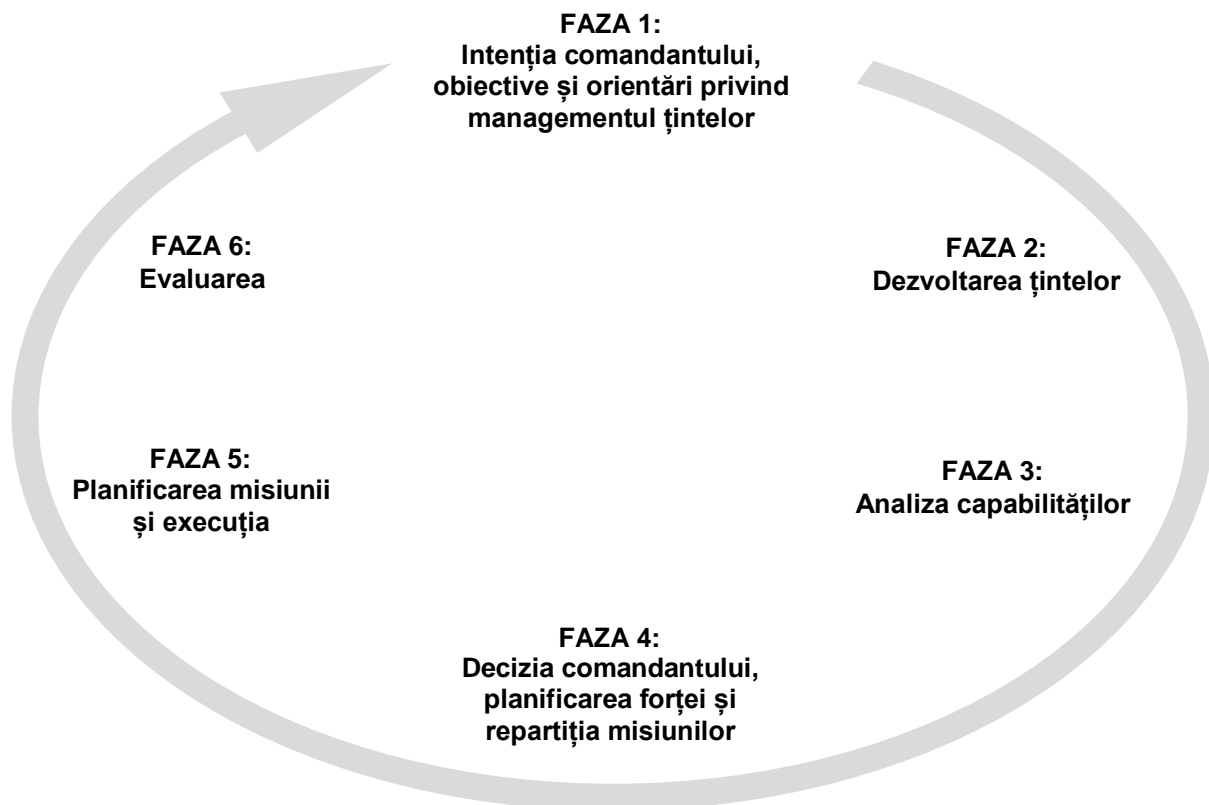 FAZA 1:
Intenția comandantului,
obiective și orientări privind
managementul țintelor
FAZA 2:
Dezvoltarea țintelor
FAZA 3:
Analiza capabilităților
FAZA 4:
Decizia comandantului,
planificarea forței și
repartiția misiunilor
FAZA 5:
Planificarea misiunii
și execuția
FAZA 6:
Evaluarea